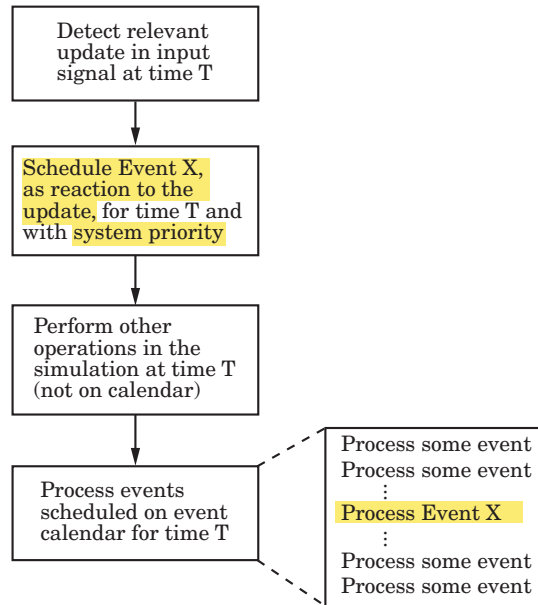 Detect relevant
update in input
signal at time T
Schedule Event X,
as reaction to the
update, for time T and
with system priority
Perform other
operations in the
simulation at time T
(not on calendar)
Process events
scheduled on event
calendar for time T
Process some event
Process some event
⋮
Process Event X
⋮
Process some event
Process some event